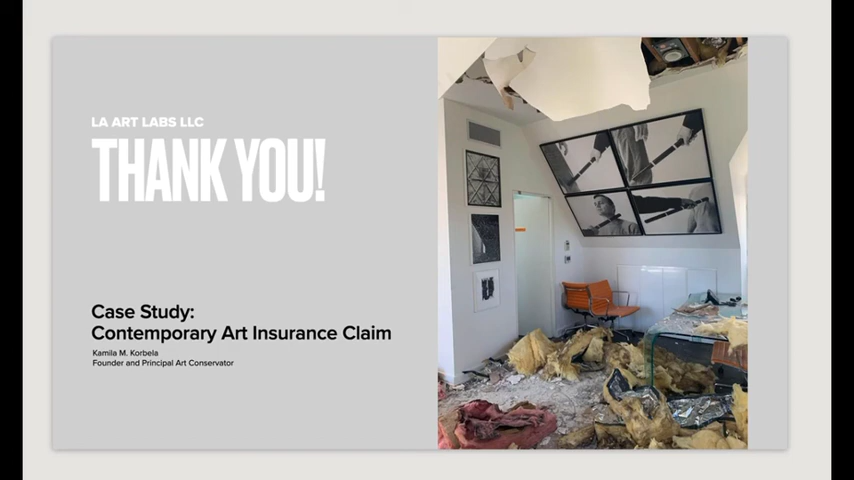 LA ART LABS LLC
THANK YOU!
Case Study:
Contemporary Art Insurance Claim
Kamila M. Korbela
Founder and Principal Art Conservator